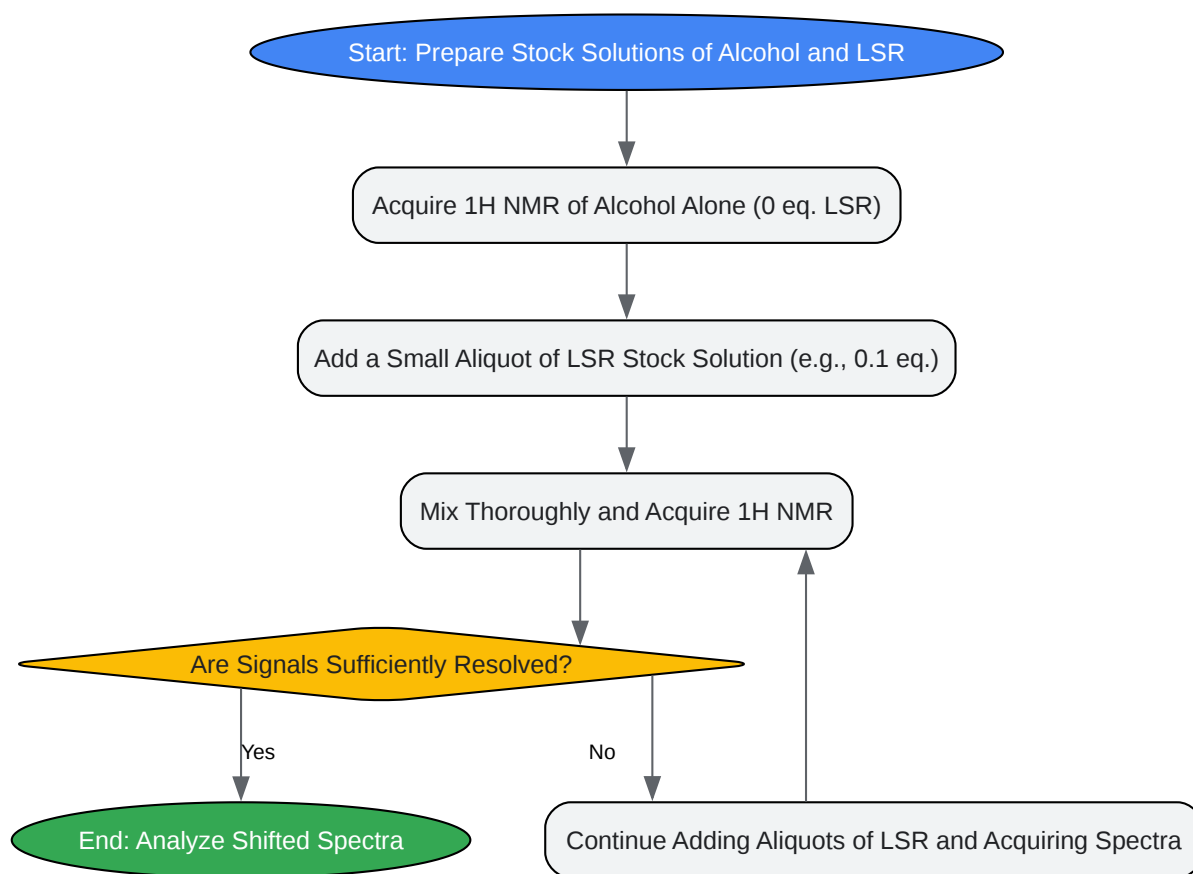 Start: Prepare Stock Solutions of Alcohol and LSR
Acquire 1H NMR of Alcohol Alone (0 eq. LSR)
Add a Small Aliquot of LSR Stock Solution (e.g., 0.1 eq.)
Mix Thoroughly and Acquire 1H NMR
Are Signals Sufficiently Resolved?
Yes
No
End: Analyze Shifted Spectra
Continue Adding Aliquots of LSR and Acquiring Spectra